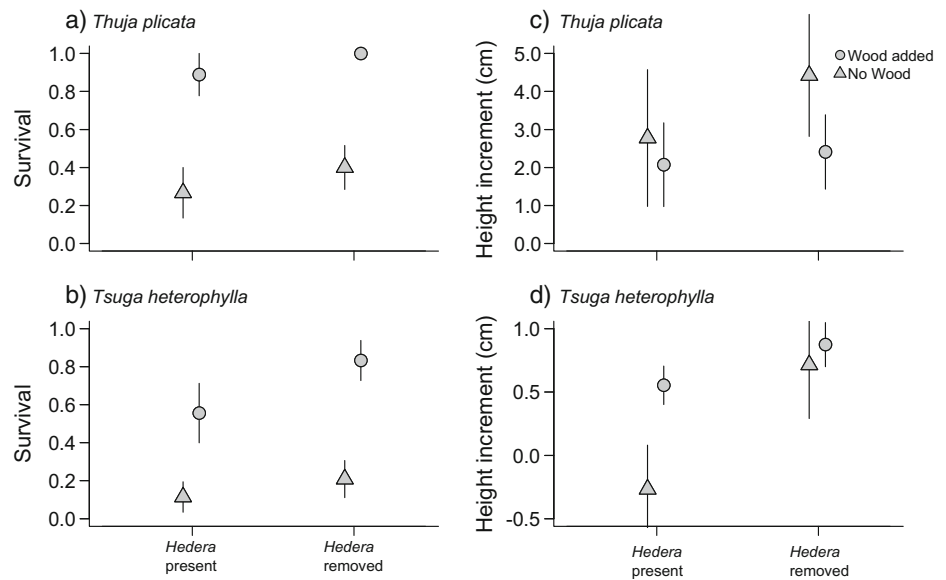 a) Thuja plicata
Survival
1.0
0.8
0.6
0.4
0.2
0.0
b) Tsuga heterophylla
Survival
1.0
0.8
0.6
0.4
0.2
0.0
Hedera
present
Hedera
removed
c) Thuja plicata
Height increment (cm)
5.0
4.0
3.0
2.0
1.0
0.0
Wood added
No Wood
d) Tsuga heterophylla
Height increment (cm)
1.0
0.5
0.0
-0.5
Hedera
present
Hedera
removed